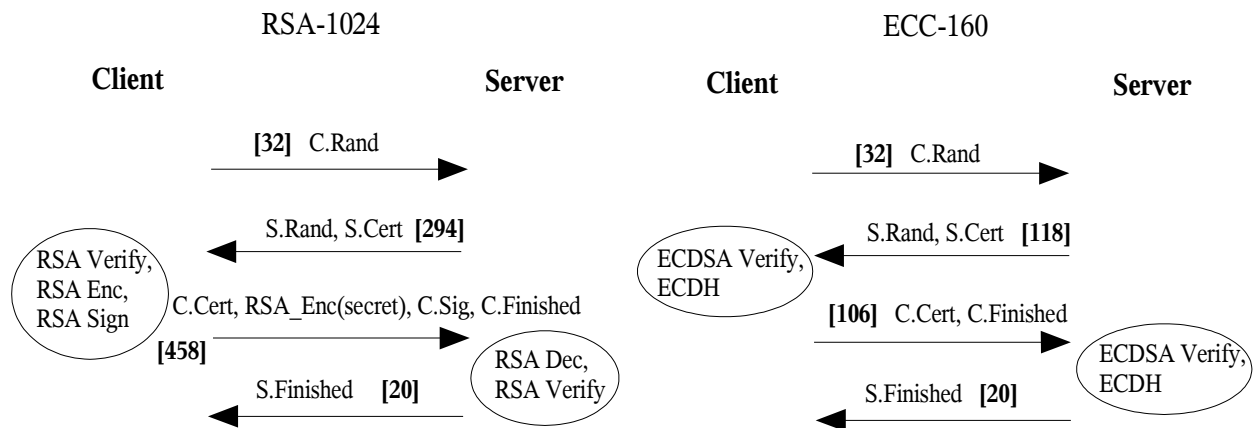 RSA-1024
Client Server
[32] C.Rand
S.Rand, S.Cert [294]
RSA Verify,
RSA Enc,
RSA Sign
C.Cert, RSA_Enc(secret), C.Sig, C.Finished
[458]
RSA Dec,
RSA Verify
S.Finished [20]
ECC-160
Client Server
[32] C.Rand
S.Rand, S.Cert [118]
ECDSA Verify,
ECDH
[106] C.Cert, C.Finished
ECDSA Verify,
ECDH
S.Finished [20]